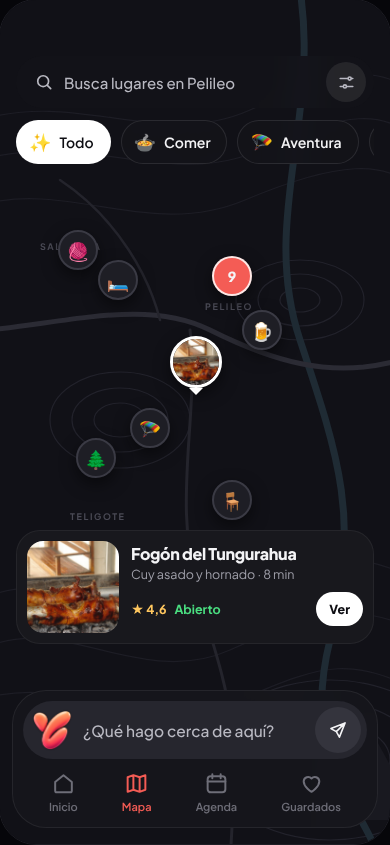 Busca lugares en Pelileo
Todo
Comer
Aventura
9
PELILEO
TELIGOTE
Fogón del Tungurahua
Cuy asado y hornado · 8 min
★ 4,6 Abierto
Ver
¿Qué hago cerca de aquí?
Inicio
Mapa
Agenda
Guardados